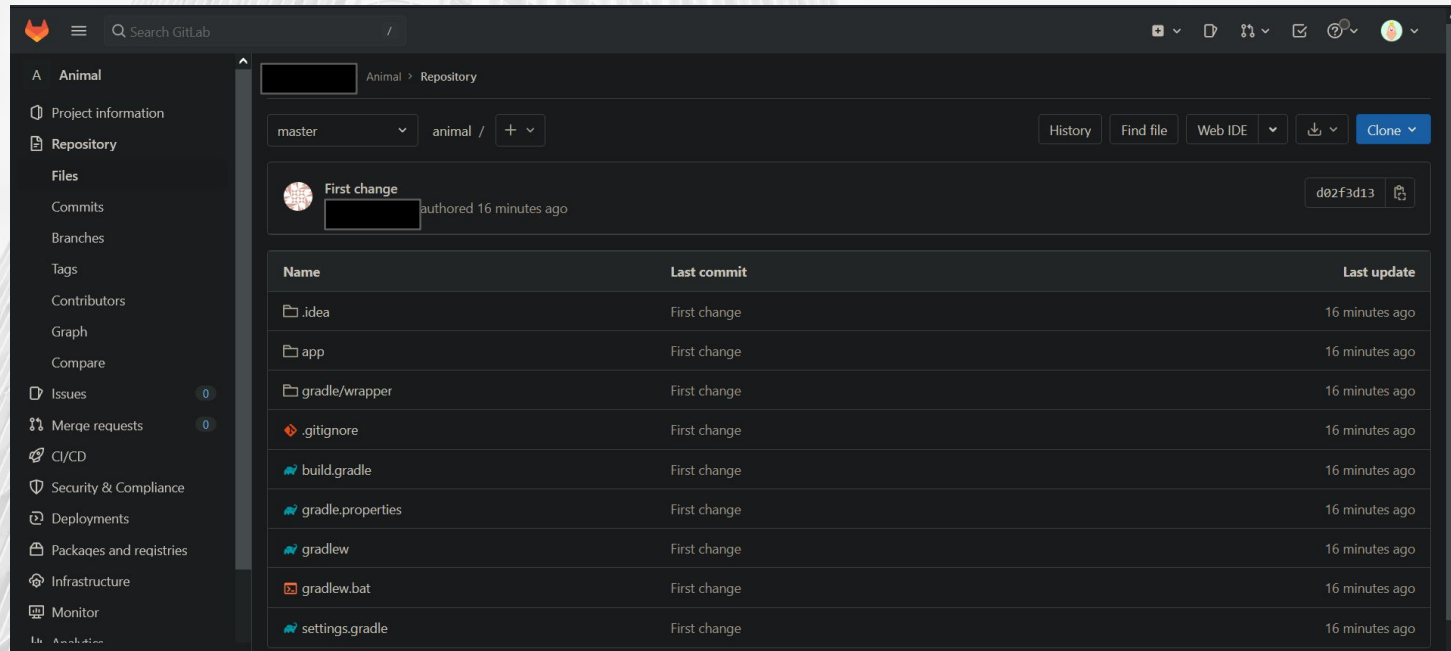 Search GitLab /
A Animal
Project information
Repository
Files
Commits
Branches
Tags
Contributors
Graph
Compare
Issues 0
Merge requests 0
CI/CD
Security & Compliance
Deployments
Packages and registries
Infrastructure
Monitor
Analytics
Animal > Repository
master animal / +
History Find file Web IDE Clone
First change
authored 16 minutes ago
d02f3d13
Name Last commit Last update
.idea First change 16 minutes ago
app First change 16 minutes ago
gradle/wrapper First change 16 minutes ago
.gitignore First change 16 minutes ago
build.gradle First change 16 minutes ago
gradle.properties First change 16 minutes ago
gradlew First change 16 minutes ago
gradlew.bat First change 16 minutes ago
settings.gradle First change 16 minutes ago